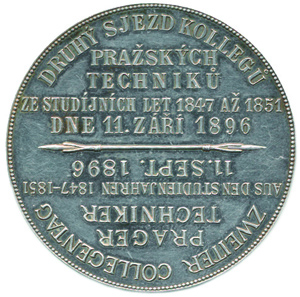 DRUHÝ SJEZD KOLLEGŮ
PRAŽSKÝCH
TECHNIKŮ
ZE STUDIJNÍCH LET 1847 AŽ 1851
DNE 11. ZÁŘÍ 1896
ZWEITER COLLEGENTAG
PRAGER
TECHNIKER
AUS DEN STUDIENJAHREN 1847-1851
11. SEPT. 1896